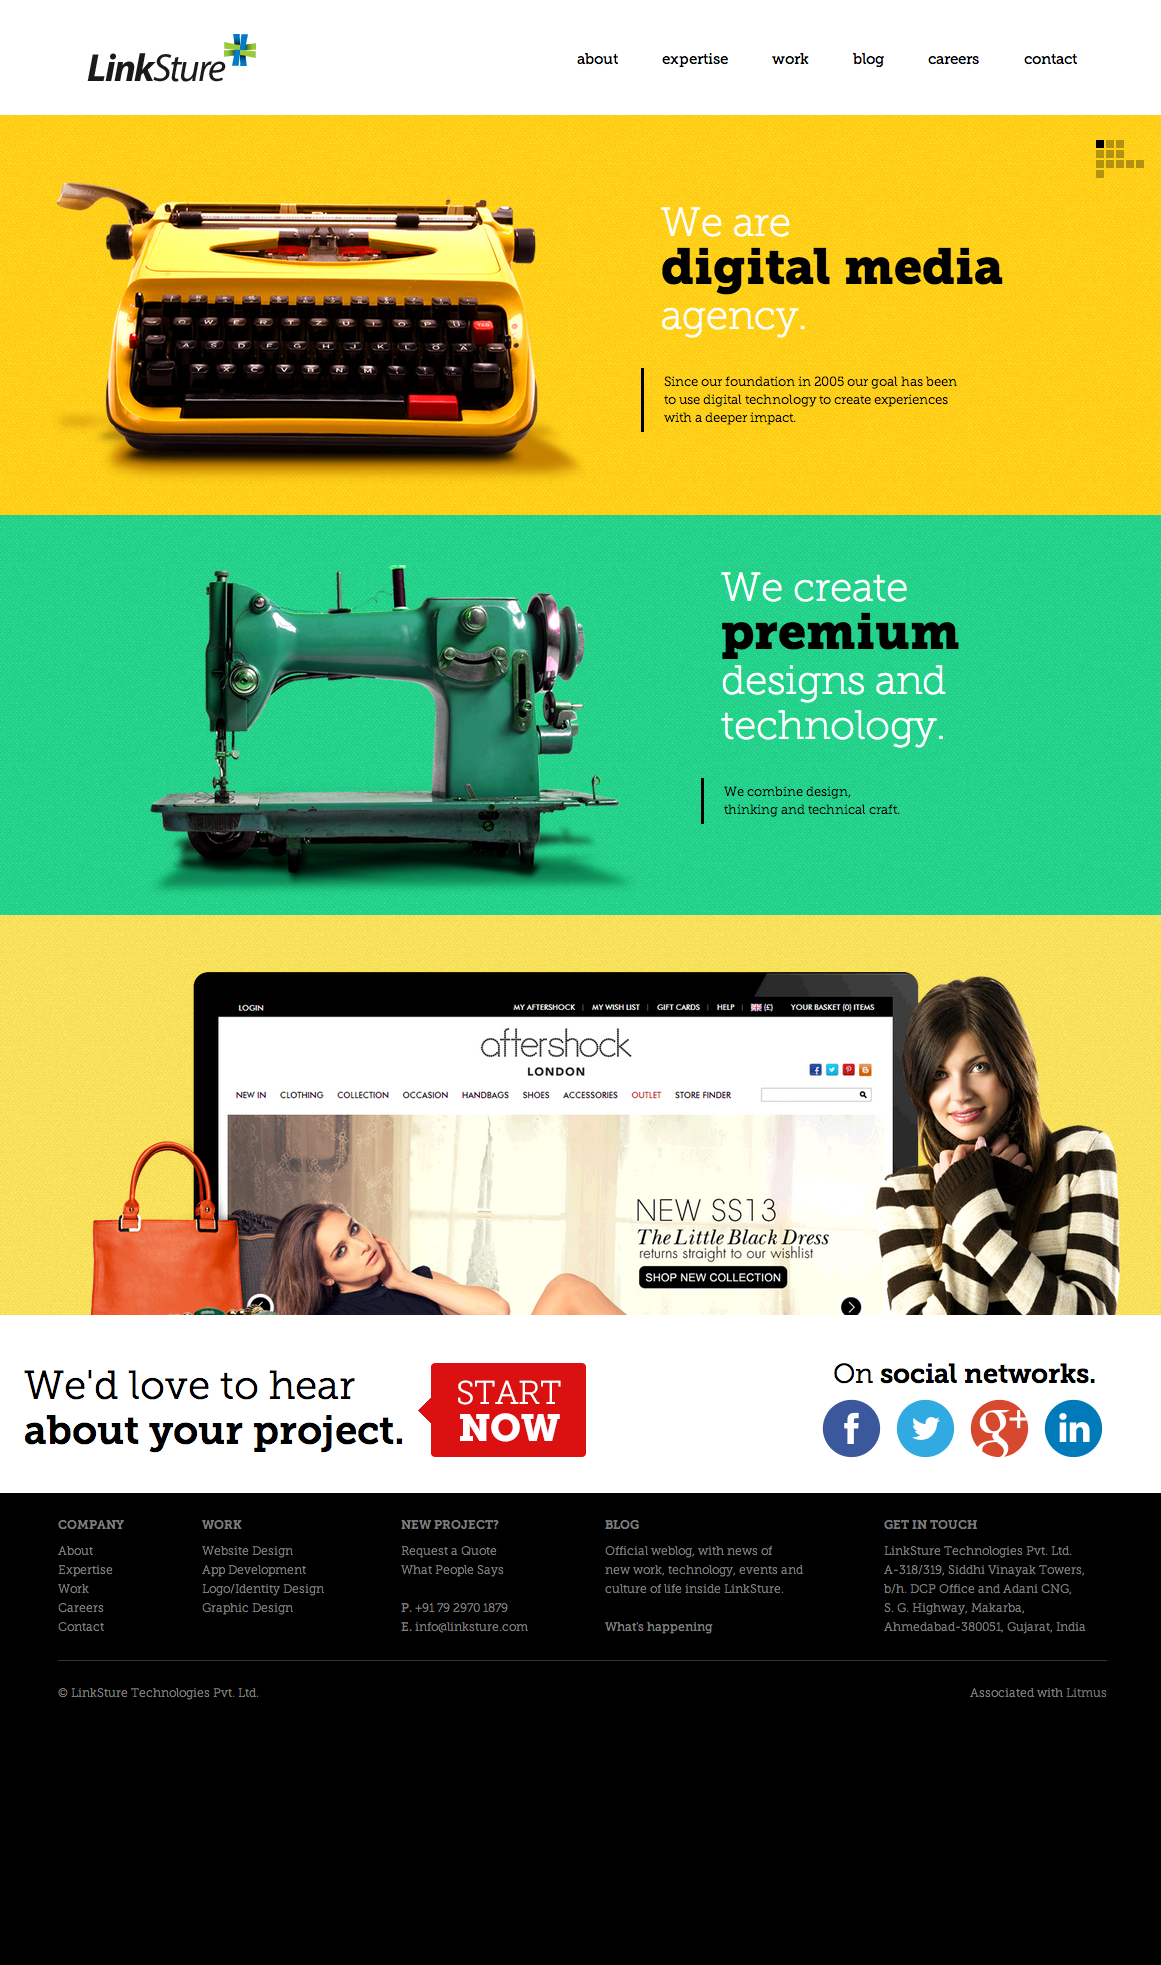 LinkSture
about expertise work blog careers contact
We are
digital media
agency.
Since our foundation in 2005 our goal has been
to use digital technology to create experiences
with a deeper impact.
We create
premium
designs and
technology.
We combine design,
thinking and technical craft.
LOGIN MY AFTERSHOCK | MY WISH LIST | GIFT CARDS | HELP | (£) YOUR BASKET (0) ITEMS
aftershock
LONDON
NEW IN CLOTHING COLLECTION OCCASION HANDBAGS SHOES ACCESSORIES OUTLET STORE FINDER
NEW SS13
The Little Black Dress
returns straight to our wishlist
SHOP NEW COLLECTION
We'd love to hear
about your project.
START
NOW
On social networks.
COMPANY
About
Expertise
Work
Careers
Contact
WORK
Website Design
App Development
Logo/Identity Design
Graphic Design
NEW PROJECT?
Request a Quote
What People Says
P. +91 79 2970 1879
E. info@linksture.com
BLOG
Official weblog, with news of
new work, technology, events and
culture of life inside LinkSture.
What's happening
GET IN TOUCH
LinkSture Technologies Pvt. Ltd.
A-318/319, Siddhi Vinayak Towers,
b/h. DCP Office and Adani CNG,
S. G. Highway, Makarba,
Ahmedabad-380051, Gujarat, India
© LinkSture Technologies Pvt. Ltd.
Associated with Litmus